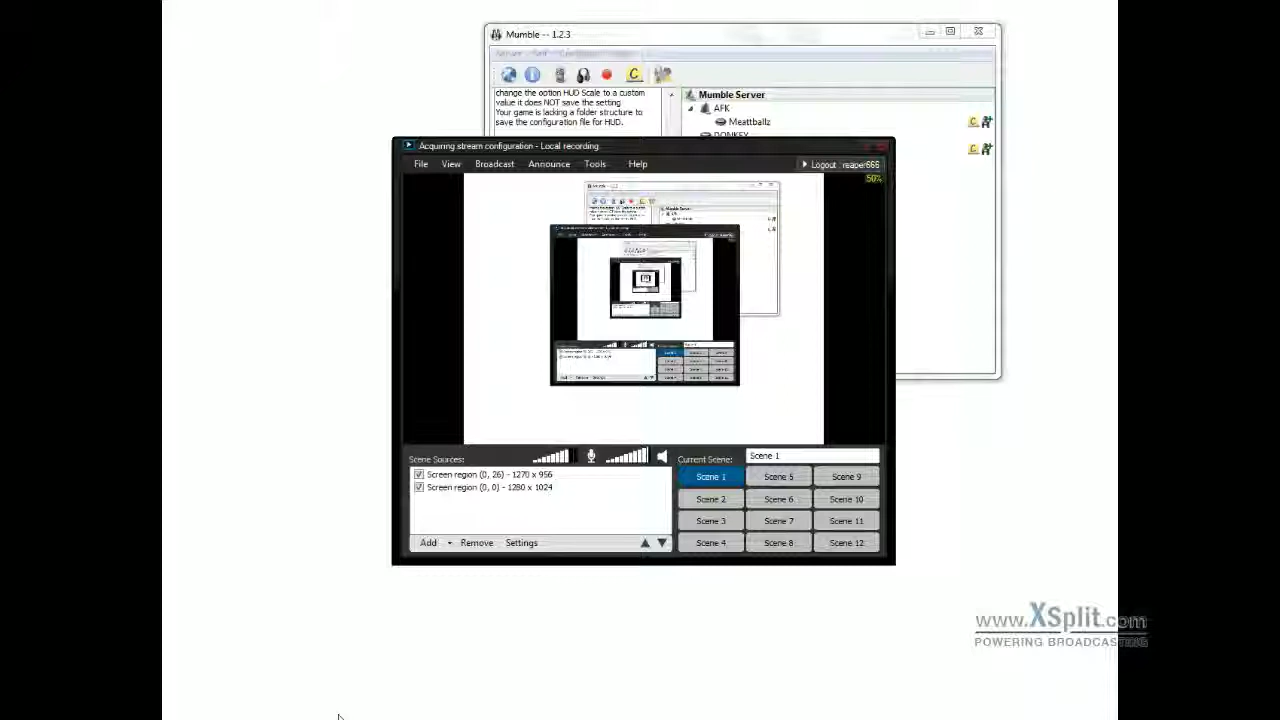 Mumble -- 1.2.3
change the option HUD Scale to a custom
value it does NOT save the setting
Your game is lacking a folder structure to
save the configuration file for HUD.
Mumble Server
AFK
Meattballz
DONKEY
Acquiring stream configuration - Local recording
File View Broadcast Announce Tools Help
Logout reaper666
50%
Scene Sources:
Screen region (0, 26) - 1270 x 956
Screen region (0, 0) - 1280 x 1024
Add Remove Settings
Current Scene: Scene 1
Scene 1 Scene 5 Scene 9
Scene 2 Scene 6 Scene 10
Scene 3 Scene 7 Scene 11
Scene 4 Scene 8 Scene 12
www.XSplit.com
POWERING BROADCASTING